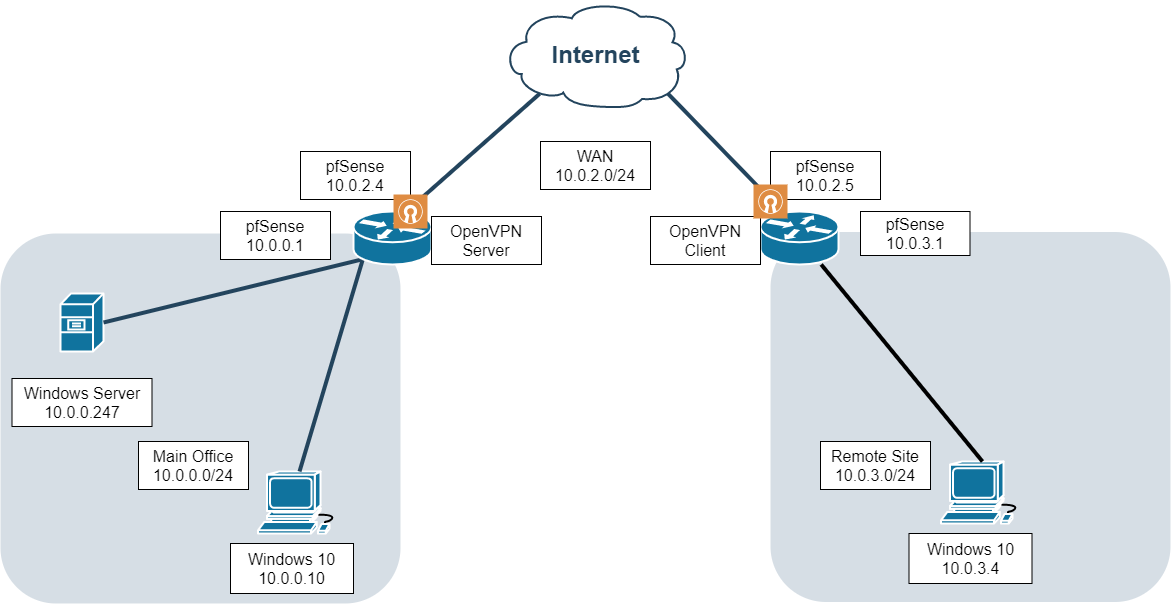 Internet
pfSense
10.0.2.4
WAN
10.0.2.0/24
pfSense
10.0.2.5
pfSense
10.0.0.1
OpenVPN
Server
OpenVPN
Client
pfSense
10.0.3.1
Windows Server
10.0.0.247
Main Office
10.0.0.0/24
Remote Site
10.0.3.0/24
Windows 10
10.0.0.10
Windows 10
10.0.3.4